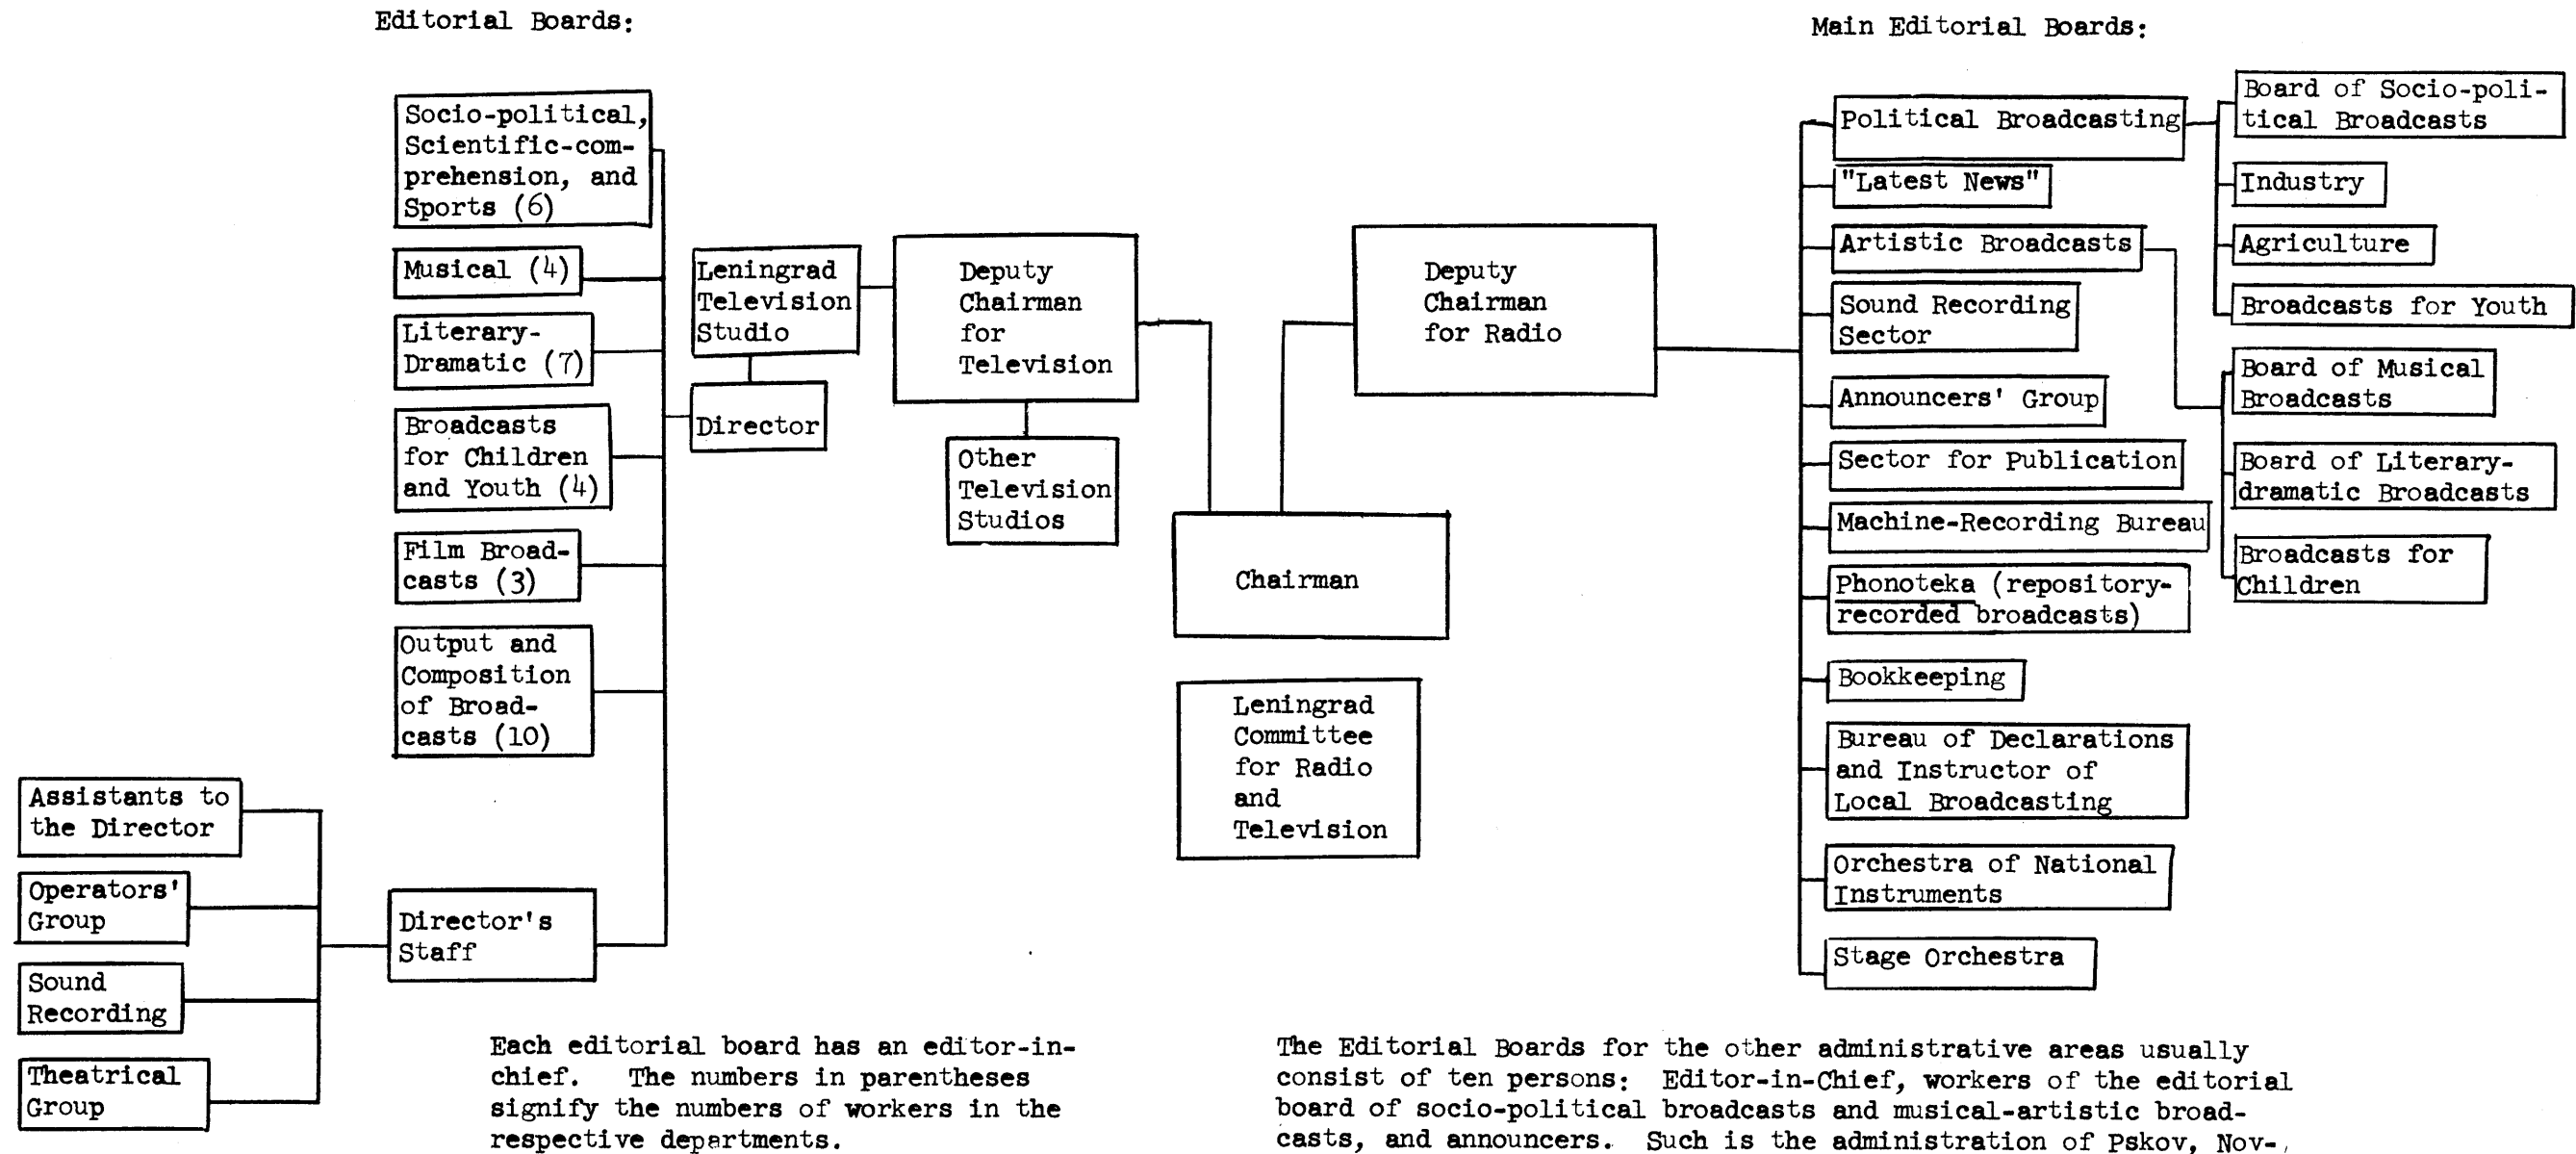 Editorial Boards:
Socio-political,
Scientific-com-
prehension, and
Sports (6)
Musical (4)
Literary-
Dramatic (7)
Broadcasts
for Children
and Youth (4)
Film Broad-
casts (3)
Output and
Composition
of Broad-
casts (10)
Assistants to
the Director
Operators'
Group
Sound
Recording
Theatrical
Group
Director's
Staff
Leningrad
Television
Studio
Director
Deputy
Chairman
for
Television
Other
Television
Studios
Chairman
Leningrad
Committee
for Radio
and
Television
Deputy
Chairman
for Radio
Main Editorial Boards:
Political Broadcasting
"Latest News"
Artistic Broadcasts
Sound Recording
Sector
Announcers' Group
Sector for Publication
Machine-Recording Bureau
Phonoteka (repository-
recorded broadcasts)
Bookkeeping
Bureau of Declarations
and Instructor of
Local Broadcasting
Orchestra of National
Instruments
Stage Orchestra
Board of Socio-poli-
tical Broadcasts
Industry
Agriculture
Broadcasts for Youth
Board of Musical
Broadcasts
Board of Literary-
dramatic Broadcasts
Broadcasts for
Children
Each editorial board has an editor-in-
chief. The numbers in parentheses
signify the numbers of workers in the
respective departments.
The Editorial Boards for the other administrative areas usually
consist of ten persons: Editor-in-Chief, workers of the editorial
board of socio-political broadcasts and musical-artistic broad-
casts, and announcers. Such is the administration of Pskov, Nov-